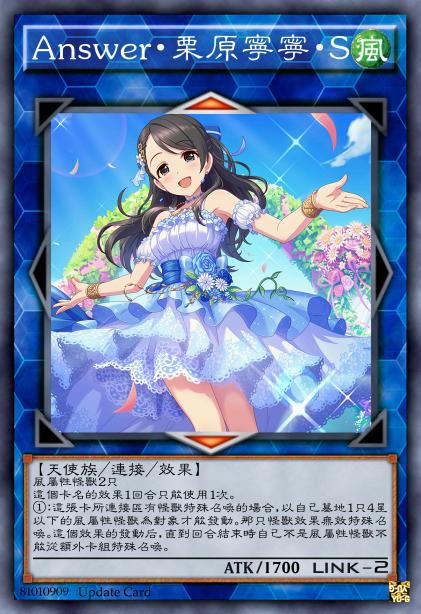 Answer・栗原寧寧・S 風
【天使族／連接／效果】
風屬性怪獸2只
這個卡名的效果1回合只能使用1次。
①：這張卡所連接區有怪獸特殊召喚的場合，以自己墓地1只4星
以下的風屬性怪獸為對象才能發動。那只怪獸效果無效特殊召
喚。這個效果的發動后，直到回合結束時自己不是風屬性怪獸不
能從額外卡組特殊召喚。
ATK/1700 LINK-2
81010909 Update Card